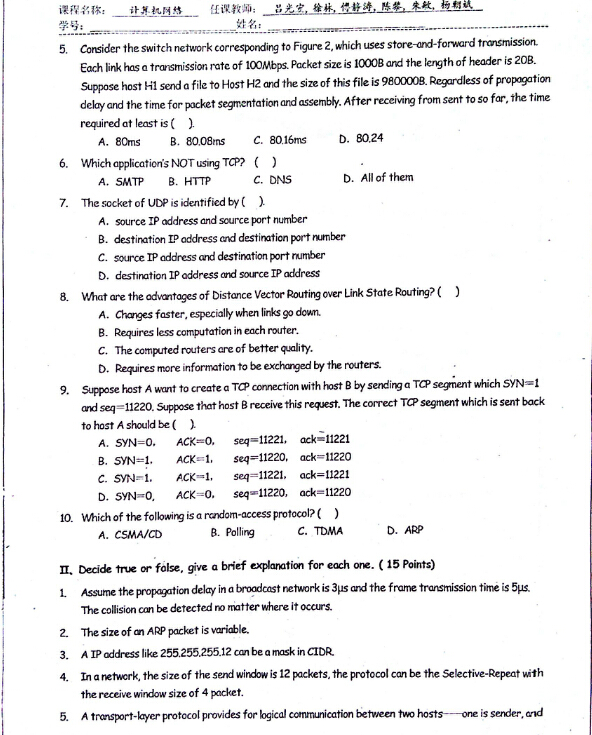 课程名称: 计算机网络 任课教师: 吕光宏, 徐林, 傅静涛, 陈黎, 朱敏, 杨朝斌
学号: 姓名:
5. Consider the switch network corresponding to Figure 2, which uses store-and-forward transmission.
Each link has a transmission rate of 100Mbps. Packet size is 1000B and the length of header is 20B.
Suppose host H1 send a file to Host H2 and the size of this file is 980000B. Regardless of propagation
delay and the time for packet segmentation and assembly. After receiving from sent to so far, the time
required at least is ( ).
A. 80ms B. 80.08ms C. 80.16ms D. 80.24
6. Which application's NOT using TCP? ( )
A. SMTP B. HTTP C. DNS D. All of them
7. The socket of UDP is identified by ( ).
A. source IP address and source port number
B. destination IP address and destination port number
C. source IP address and destination port number
D. destination IP address and source IP address
8. What are the advantages of Distance Vector Routing over Link State Routing? ( )
A. Changes faster, especially when links go down.
B. Requires less computation in each router.
C. The computed routers are of better quality.
D. Requires more information to be exchanged by the routers.
9. Suppose host A want to create a TCP connection with host B by sending a TCP segment which SYN=1
and seq=11220. Suppose that host B receive this request. The correct TCP segment which is sent back
to host A should be ( ).
A. SYN=0, ACK=0, seq=11221, ack=11221
B. SYN=1, ACK=1, seq=11220, ack=11220
C. SYN=1, ACK=1, seq=11221, ack=11221
D. SYN=0, ACK=0, seq=11220, ack=11220
10. Which of the following is a random-access protocol? ( )
A. CSMA/CD B. Polling C. TDMA D. ARP
II、Decide true or false, give a brief explanation for each one. ( 15 Points)
1. Assume the propagation delay in a broadcast network is 3μs and the frame transmission time is 5μs.
The collision can be detected no matter where it occurs.
2. The size of an ARP packet is variable.
3. A IP address like 255.255.255.12 can be a mask in CIDR.
4. In a network, the size of the send window is 12 packets, the protocol can be the Selective-Repeat with
the receive window size of 4 packet.
5. A transport-layer protocol provides for logical communication between two hosts——one is sender, and